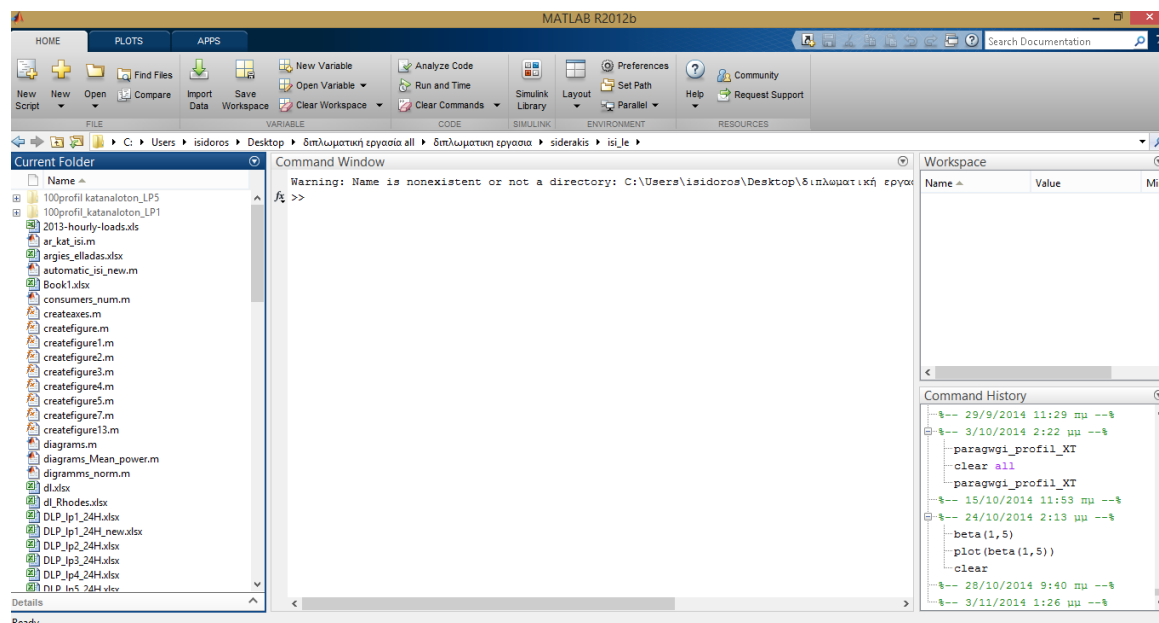 MATLAB R2012b
HOME PLOTS APPS
Search Documentation
New Script
New
Open
Find Files
Compare
Import Data
Save Workspace
New Variable
Open Variable
Clear Workspace
Analyze Code
Run and Time
Clear Commands
Simulink Library
Layout
Preferences
Set Path
Parallel
Help
Community
Request Support
FILE VARIABLE CODE SIMULINK ENVIRONMENT RESOURCES
C: Users isidoros Desktop διπλωματική εργασία all διπλωματικη εργασια siderakis isi_le
Current Folder
Name
100profil katanaloton_LP5
100profil_katanaloton_LP1
2013-hourly-loads.xls
ar_kat_isi.m
argies_elladas.xlsx
automatic_isi_new.m
Book1.xlsx
consumers_num.m
createaxes.m
createfigure.m
createfigure1.m
createfigure2.m
createfigure3.m
createfigure4.m
createfigure5.m
createfigure7.m
createfigure13.m
diagrams.m
diagrams_Mean_power.m
digramms_norm.m
dl.xlsx
dl_Rhodes.xlsx
DLP_lp1_24H.xlsx
DLP_lp1_24H_new.xlsx
DLP_lp2_24H.xlsx
DLP_lp3_24H.xlsx
DLP_lp4_24H.xlsx
DLP_lp5_24H.xlsx
Details
Command Window
Warning: Name is nonexistent or not a directory: C:\Users\isidoros\Desktop\διπλωματική εργασ
fx >>
Workspace
Name Value Mi
Command History
%-- 29/9/2014 11:29 πμ --%
%-- 3/10/2014 2:22 μμ --%
paragwgi_profil_XT
clear all
paragwgi_profil_XT
%-- 15/10/2014 11:53 πμ --%
%-- 24/10/2014 2:13 μμ --%
beta(1,5)
plot(beta(1,5))
clear
%-- 28/10/2014 9:40 πμ --%
%-- 3/11/2014 1:26 μμ --%
Ready